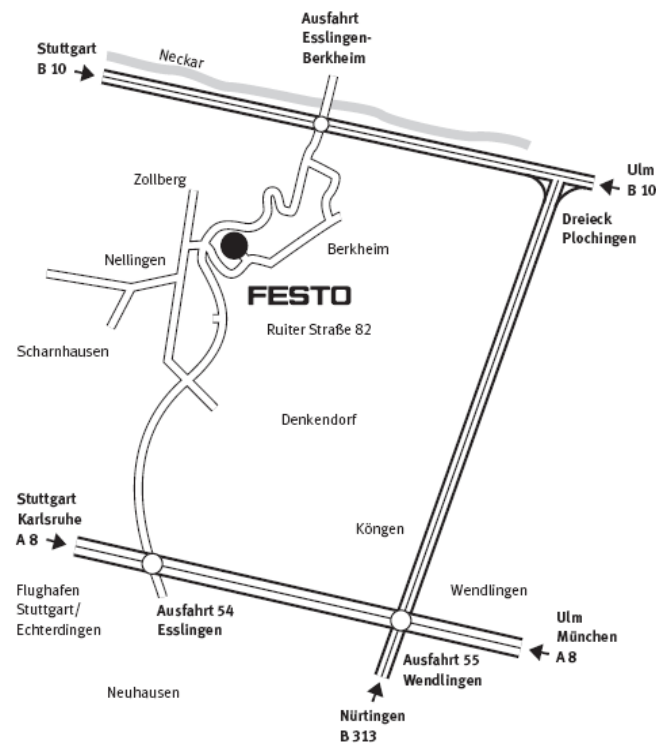 Ausfahrt
Esslingen-
Berkheim
Stuttgart
B 10
Neckar
Ulm
B 10
Zollberg
Dreieck
Plochingen
Berkheim
Nellingen
FESTO
Ruiter Straße 82
Scharnhausen
Denkendorf
Stuttgart
Karlsruhe
A 8
Köngen
Flughafen
Stuttgart/
Echterdingen
Ausfahrt 54
Esslingen
Wendlingen
Ulm
München
A 8
Ausfahrt 55
Wendlingen
Neuhausen
Nürtingen
B 313